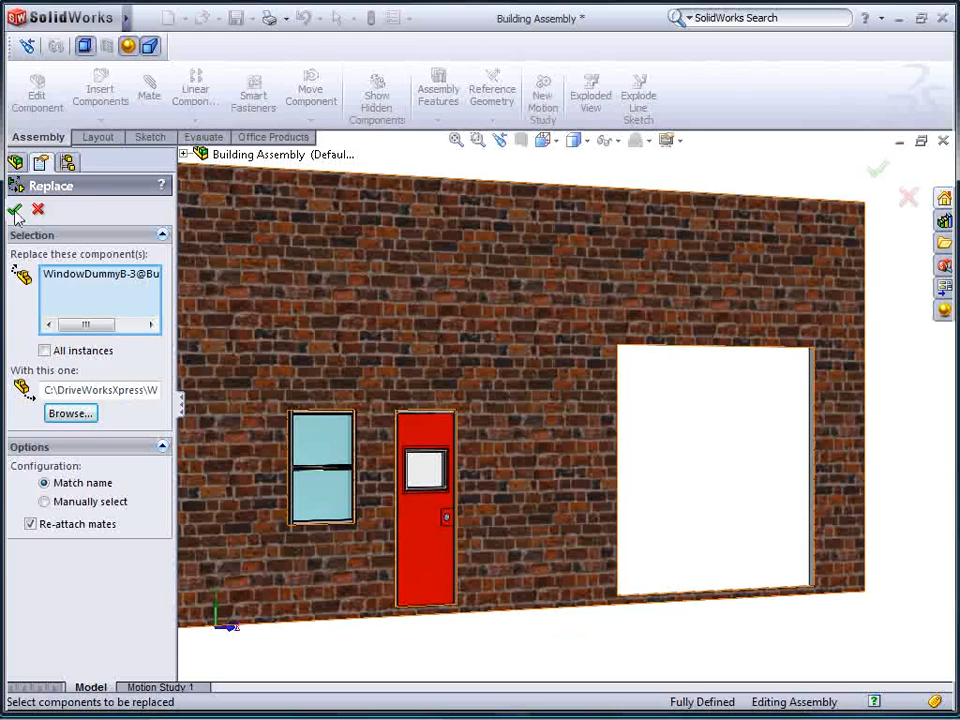 SolidWorks
Building Assembly *
SolidWorks Search
Edit Component
Insert Components
Mate
Linear Compon...
Smart Fasteners
Move Component
Show Hidden Components
Assembly Features
Reference Geometry
New Motion Study
Exploded View
Explode Line Sketch
Assembly
Layout
Sketch
Evaluate
Office Products
Building Assembly (Defaul...
Replace
?
Selection
Replace these component(s):
WindowDummyB-3@Bu
All instances
With this one:
C:\DriveWorksXpress\W
Browse...
Options
Configuration:
Match name
Manually select
Re-attach mates
Model
Motion Study 1
Select components to be replaced
Fully Defined
Editing Assembly
?